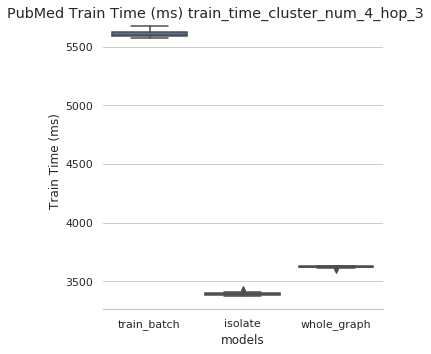 PubMed Train Time (ms) train_time_cluster_num_4_hop_3
5500
5000
4500
4000
3500
Train Time (ms)
train_batch
isolate
whole_graph
models